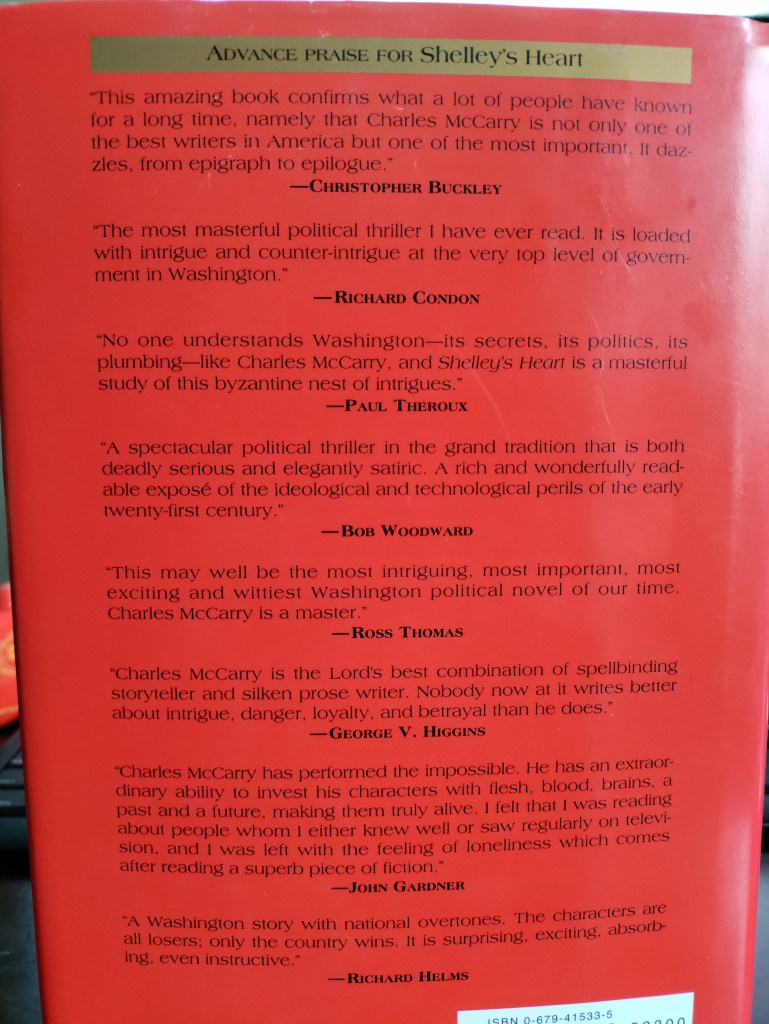 ADVANCE PRAISE FOR Shelley's Heart
"This amazing book confirms what a lot of people have known
for a long time, namely that Charles McCarry is not only one of
the best writers in America but one of the most important. It daz-
zles, from epigraph to epilogue."
—CHRISTOPHER BUCKLEY
"The most masterful political thriller I have ever read. It is loaded
with intrigue and counter-intrigue at the very top level of govern-
ment in Washington."
—RICHARD CONDON
"No one understands Washington—its secrets, its politics, its
plumbing—like Charles McCarry, and Shelley's Heart is a masterful
study of this byzantine nest of intrigues."
—PAUL THEROUX
"A spectacular political thriller in the grand tradition that is both
deadly serious and elegantly satiric. A rich and wonderfully read-
able exposé of the ideological and technological perils of the early
twenty-first century."
—BOB WOODWARD
"This may well be the most intriguing, most important, most
exciting and wittiest Washington political novel of our time.
Charles McCarry is a master."
—ROSS THOMAS
"Charles McCarry is the Lord's best combination of spellbinding
storyteller and silken prose writer. Nobody now at it writes better
about intrigue, danger, loyalty, and betrayal than he does."
—GEORGE V. HIGGINS
"Charles McCarry has performed the impossible. He has an extraor-
dinary ability to invest his characters with flesh, blood, brains, a
past and a future, making them truly alive. I felt that I was reading
about people whom I either knew well or saw regularly on televi-
sion, and I was left with the feeling of loneliness which comes
after reading a superb piece of fiction."
—JOHN GARDNER
"A Washington story with national overtones. The characters are
all losers; only the country wins. It is surprising, exciting, absorb-
ing, even instructive."
—RICHARD HELMS
ISBN 0-679-41533-5